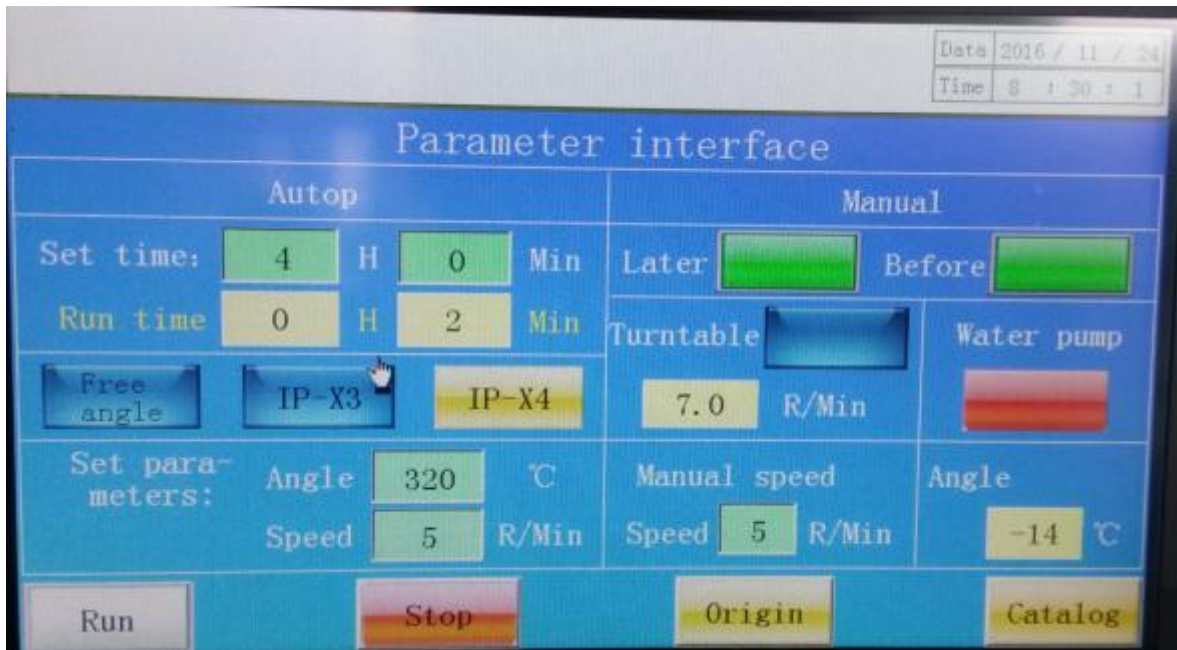 Data 2016 / 11 / 24
Time 8 : 30 : 1
Parameter interface
Autop
Manual
Set time: 4 H 0 Min
Later Before
Run time 0 H 2 Min
Turntable
Water pump
Free angle
IP-X3
IP-X4
7.0 R/Min
Set para-
meters:
Angle 320 ℃
Manual speed
Angle
Speed 5 R/Min
Speed 5 R/Min
-14 ℃
Run Stop Origin Catalog